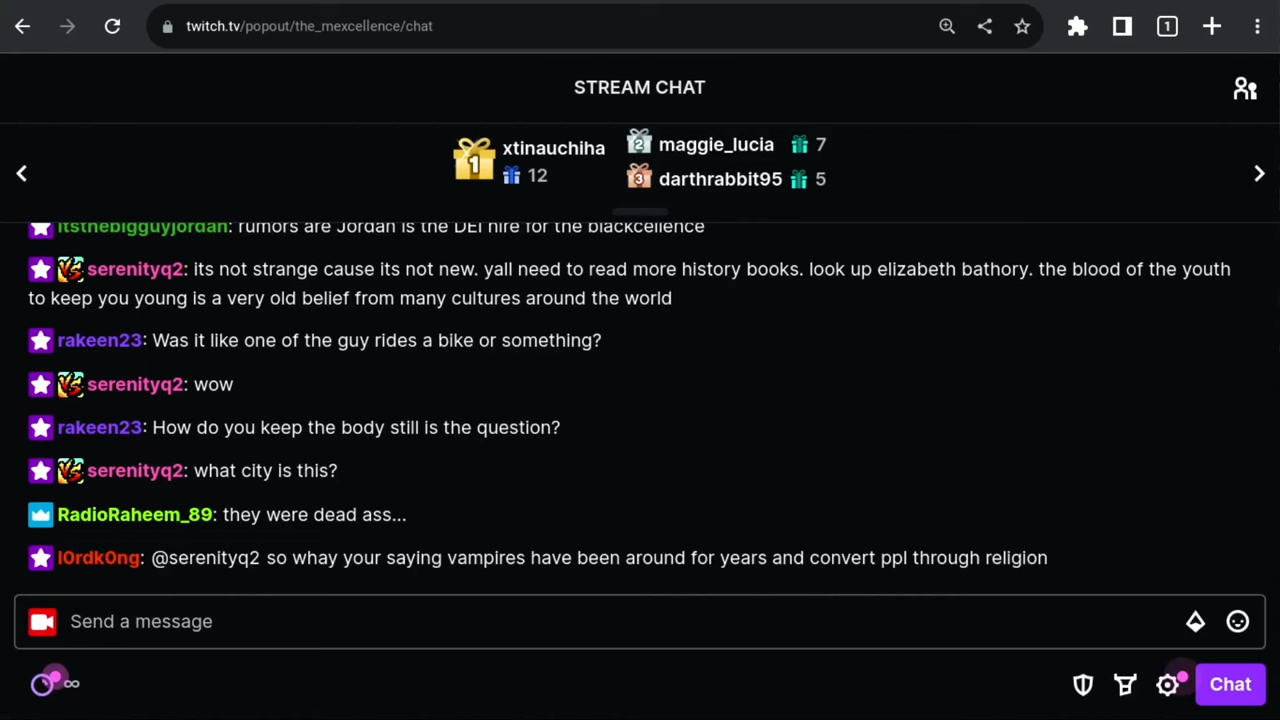 twitch.tv/popout/the_mexcellence/chat
1
STREAM CHAT
1
xtinauchiha
12
2 maggie_lucia 7
3 darthrabbit95 5
itsthebigguyjordan: rumors are Jordan is the DEI hire for the blackcellence
serenityq2: its not strange cause its not new. yall need to read more history books. look up elizabeth bathory. the blood of the youth
to keep you young is a very old belief from many cultures around the world
rakeen23: Was it like one of the guy rides a bike or something?
serenityq2: wow
rakeen23: How do you keep the body still is the question?
serenityq2: what city is this?
RadioRaheem_89: they were dead ass...
l0rdk0ng: @serenityq2 so whay your saying vampires have been around for years and convert ppl through religion
Send a message
∞
Chat